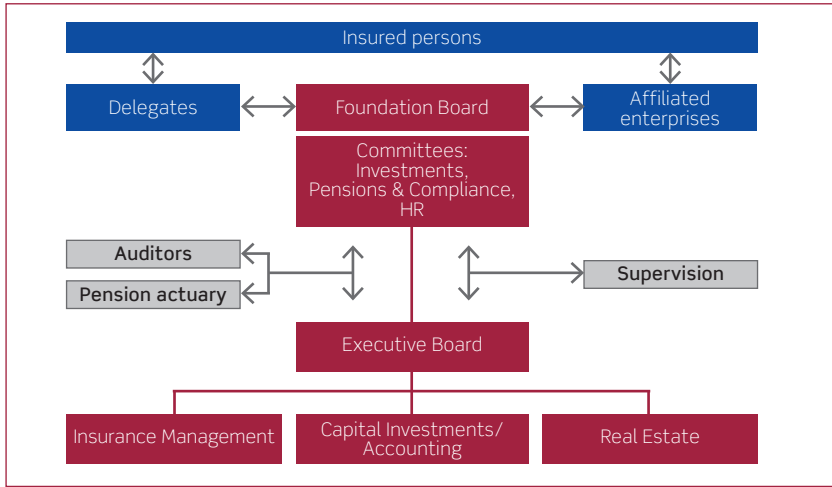 Insured persons
Delegates
Foundation Board
Affiliated
enterprises
Committees:
Investments,
Pensions & Compliance,
HR
Auditors
Pension actuary
Supervision
Executive Board
Insurance Management
Capital Investments/
Accounting
Real Estate